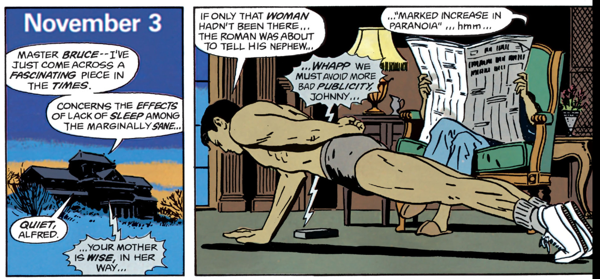 November 3
MASTER BRUCE--I'VE
JUST COME ACROSS A
FASCINATING PIECE IN
THE TIMES.
CONCERNS THE EFFECTS
OF LACK OF SLEEP AMONG
THE MARGINALLY SANE...
QUIET,
ALFRED.
...YOUR MOTHER
IS WISE, IN HER
WAY...
IF ONLY THAT WOMAN
HADN'T BEEN THERE...
THE ROMAN WAS ABOUT
TO TELL HIS NEPHEW...
...WHAPP WE
MUST AVOID MORE
BAD PUBLICITY,
JOHNNY...
..."MARKED INCREASE IN
PARANOIA"...hmm...